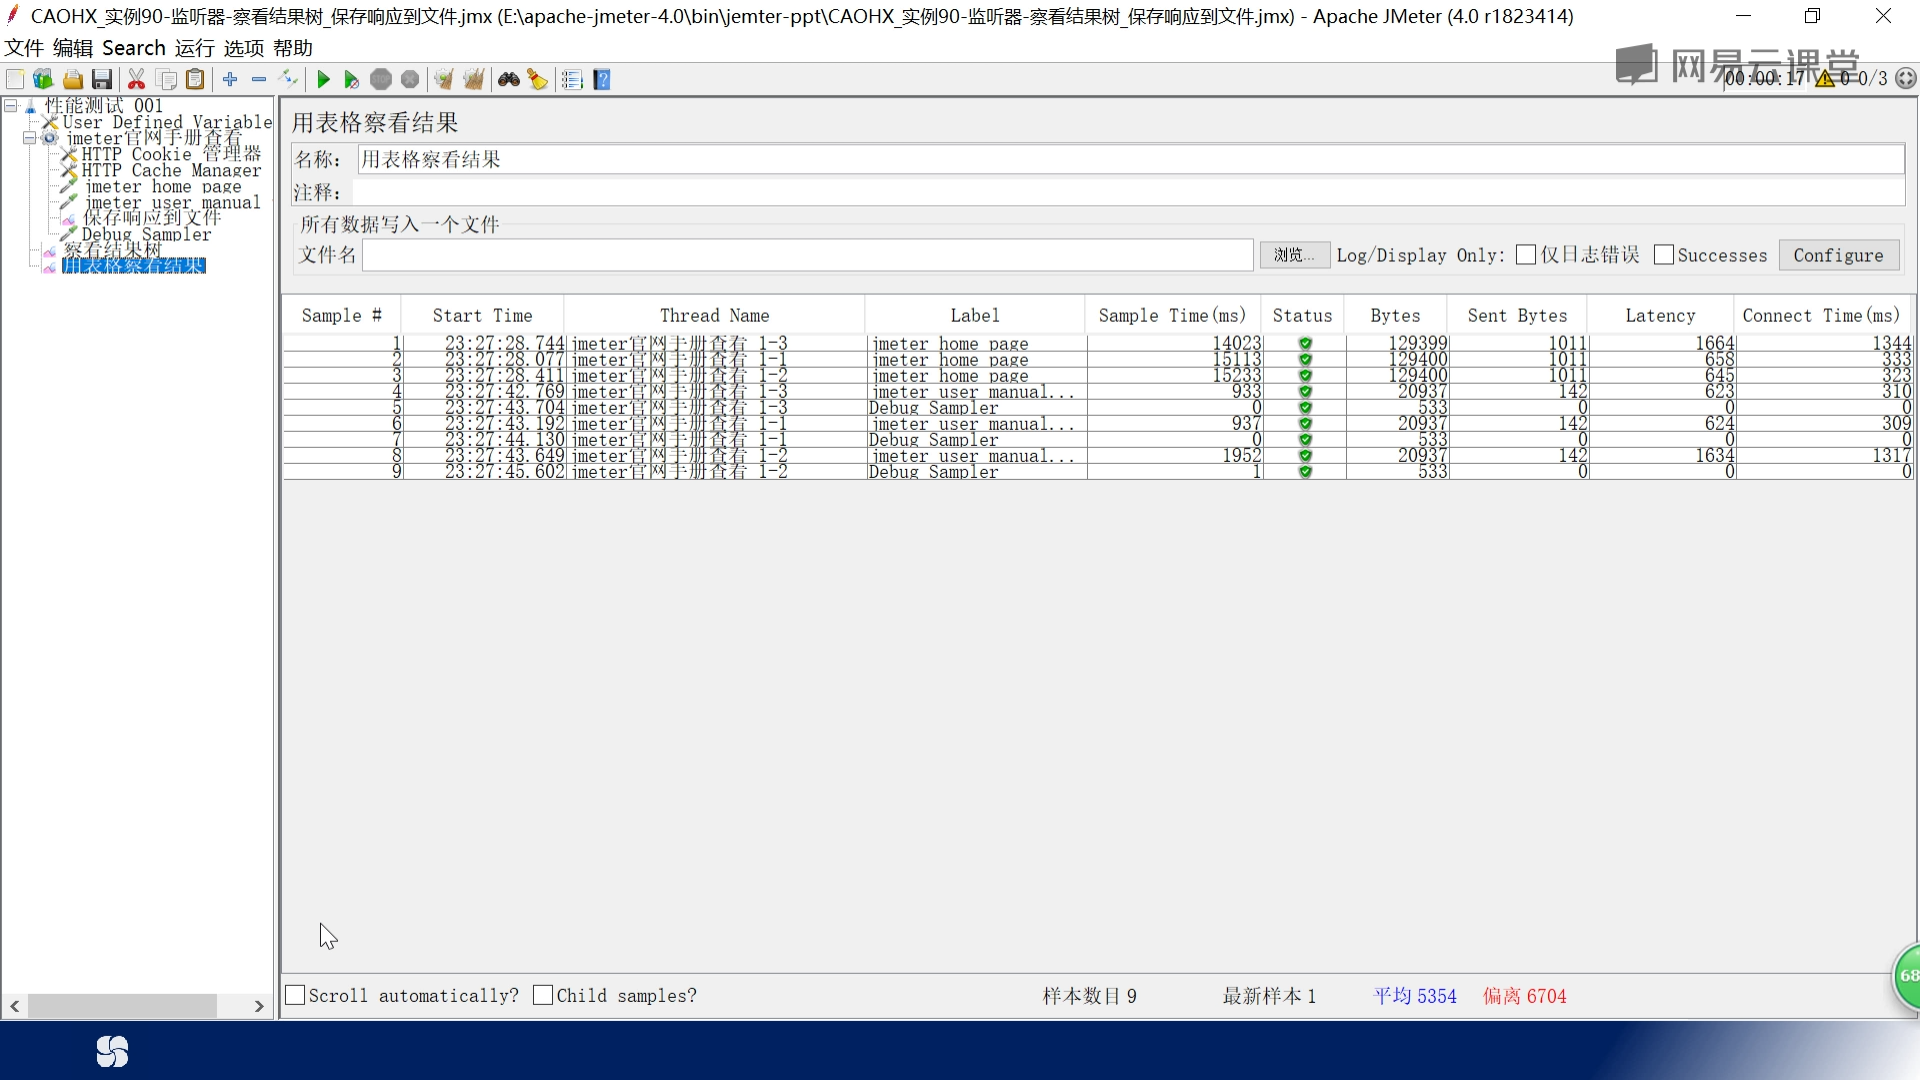 CAOHX_实例90-监听器-察看结果树_保存响应到文件.jmx (E:\apache-jmeter-4.0\bin\jemter-ppt\CAOHX_实例90-监听器-察看结果树_保存响应到文件.jmx) - Apache JMeter (4.0 r1823414)
文件 编辑 Search 运行 选项 帮助
网易云课堂
00:00:17 0 0/3
性能测试 001
User Defined Variable
jmeter官网手册查看
HTTP Cookie 管理器
HTTP Cache Manager
jmeter home page
jmeter user manual
保存响应到文件
Debug Sampler
察看结果树
用表格察看结果
用表格察看结果
名称： 用表格察看结果
注释：
所有数据写入一个文件
文件名 浏览... Log/Display Only: 仅日志错误 Successes Configure
Sample # Start Time Thread Name Label Sample Time(ms) Status Bytes Sent Bytes Latency Connect Time(ms)
1 23:27:28.744 jmeter官网手册查看 1-3 jmeter home page 14023 129399 1011 1664 1344
2 23:27:28.077 jmeter官网手册查看 1-1 jmeter home page 15113 129400 1011 658 333
3 23:27:28.411 jmeter官网手册查看 1-2 jmeter home page 15233 129400 1011 645 323
4 23:27:42.769 jmeter官网手册查看 1-3 jmeter user manual... 933 20937 142 623 310
5 23:27:43.704 jmeter官网手册查看 1-3 Debug Sampler 0 533 0 0 0
6 23:27:43.192 jmeter官网手册查看 1-1 jmeter user manual... 937 20937 142 624 309
7 23:27:44.130 jmeter官网手册查看 1-1 Debug Sampler 0 533 0 0 0
8 23:27:43.649 jmeter官网手册查看 1-2 jmeter user manual... 1952 20937 142 1634 1317
9 23:27:45.602 jmeter官网手册查看 1-2 Debug Sampler 1 533 0 0 0
68
Scroll automatically? Child samples? 样本数目 9 最新样本 1 平均 5354 偏离 6704